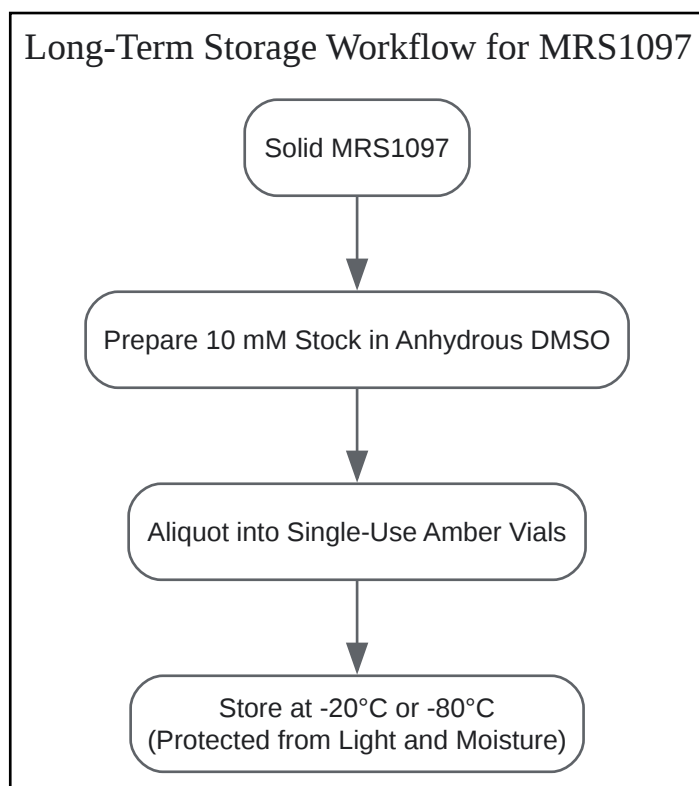 Long-Term Storage Workflow for MRS1097
Solid MRS1097
Prepare 10 mM Stock in Anhydrous DMSO
Aliquot into Single-Use Amber Vials
Store at -20°C or -80°C
(Protected from Light and Moisture)